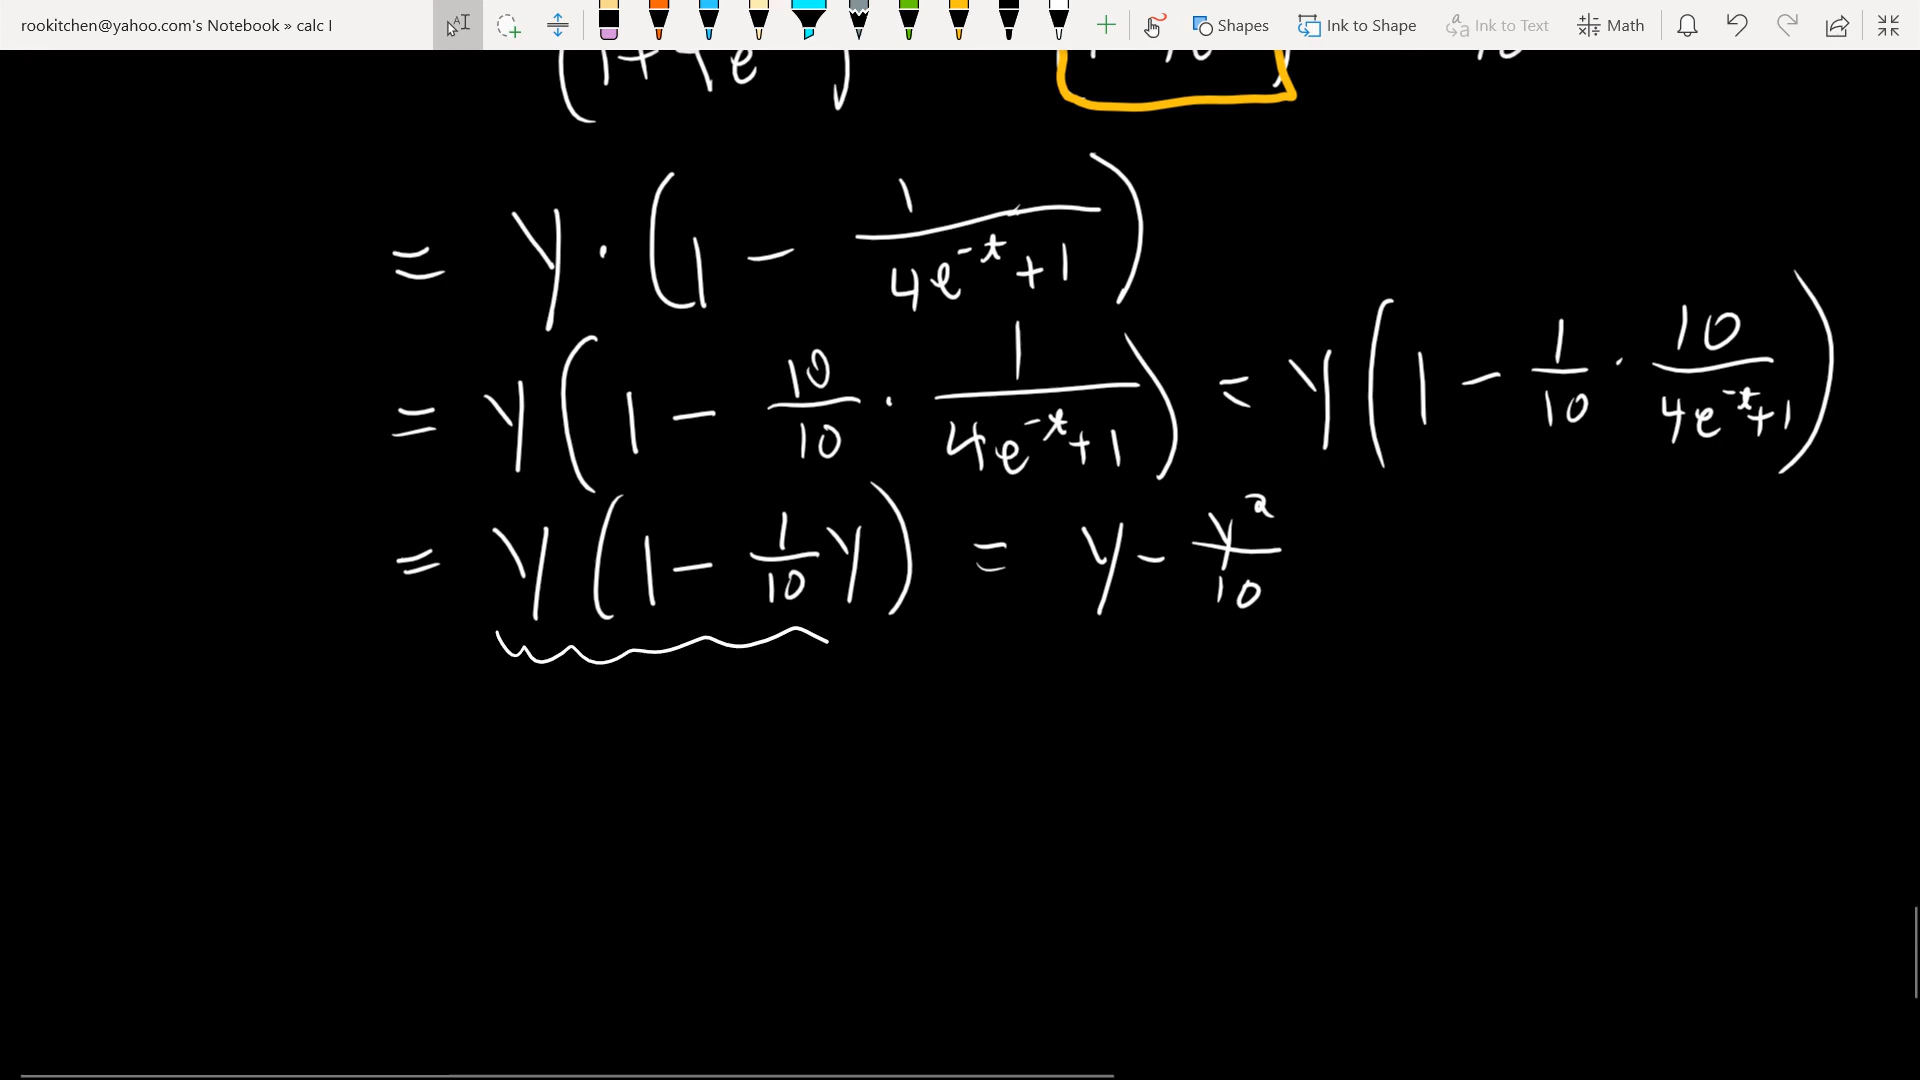 rookitchen@yahoo.com's Notebook » calc I
Shapes Ink to Shape Ink to Text Math
= y · (1 - 1/(4e^-t + 1))
= y (1 - 10/10 · 1/(4e^-t + 1)) = y (1 - 1/10 · 10/(4e^-t + 1))
= y (1 - 1/10 y) = y - y²/10